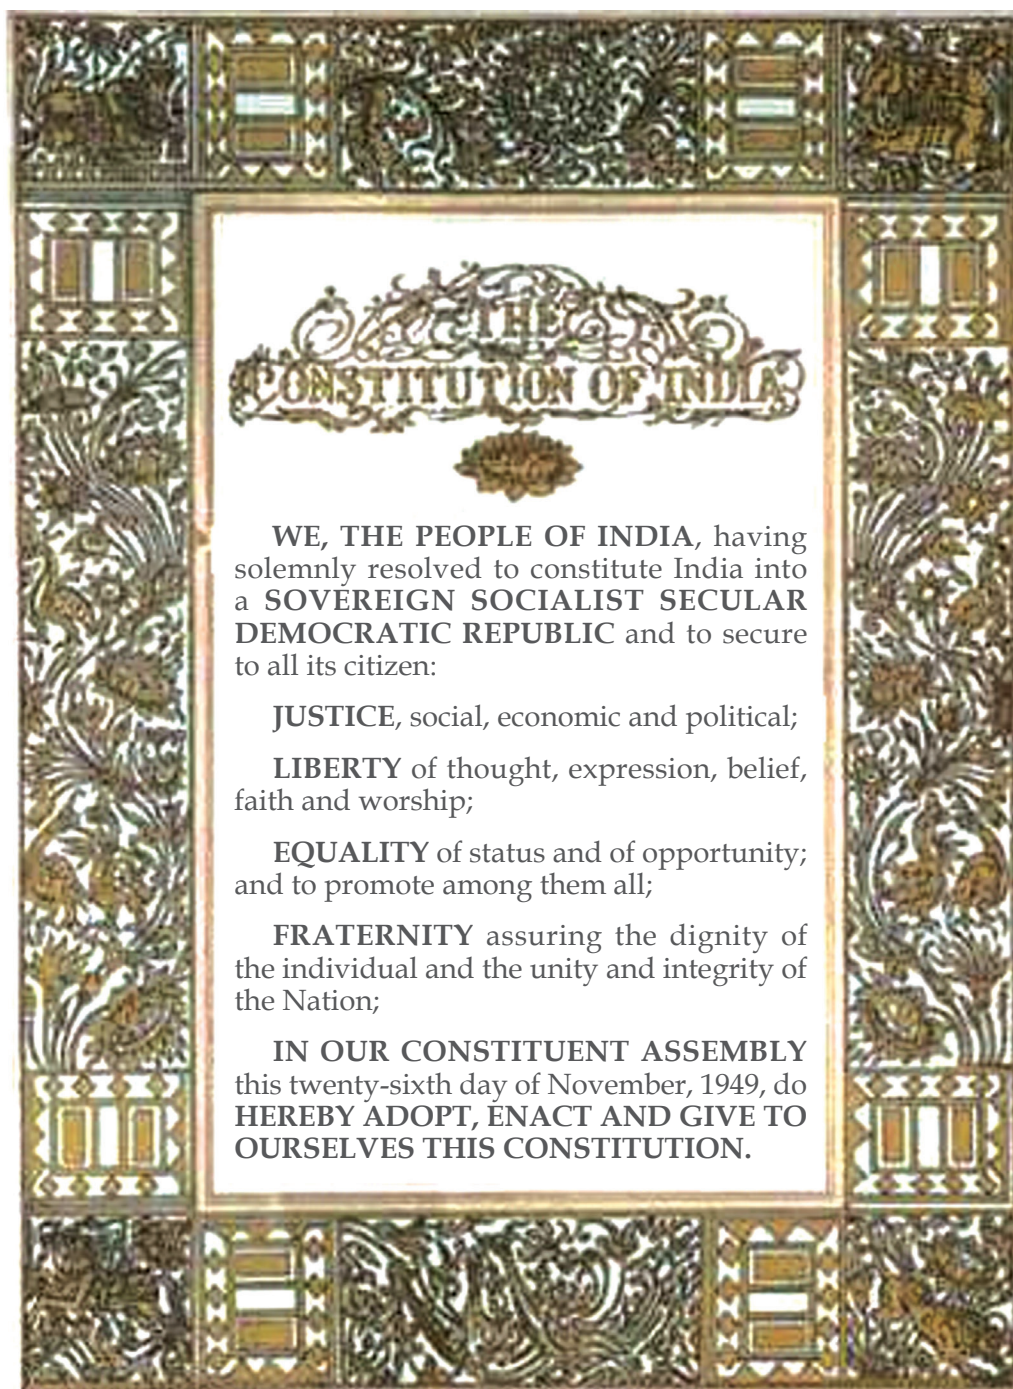 THE
CONSTITUTION OF INDIA
WE, THE PEOPLE OF INDIA, having
solemnly resolved to constitute India into
a SOVEREIGN SOCIALIST SECULAR
DEMOCRATIC REPUBLIC and to secure
to all its citizen:
JUSTICE, social, economic and political;
LIBERTY of thought, expression, belief,
faith and worship;
EQUALITY of status and of opportunity;
and to promote among them all;
FRATERNITY assuring the dignity of
the individual and the unity and integrity of
the Nation;
IN OUR CONSTITUENT ASSEMBLY
this twenty-sixth day of November, 1949, do
HEREBY ADOPT, ENACT AND GIVE TO
OURSELVES THIS CONSTITUTION.